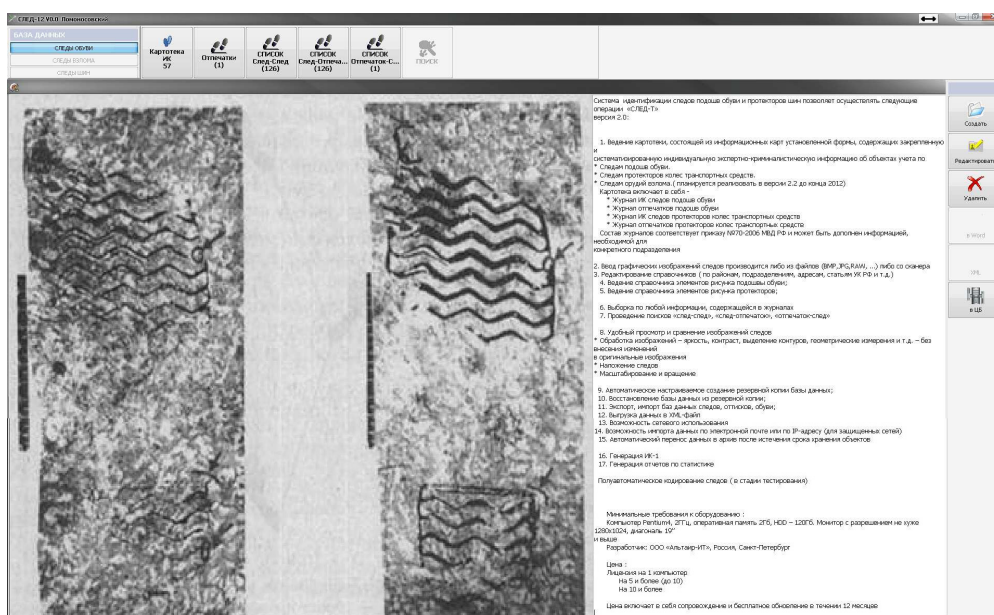 СЛЕД-Т2 V0.0 Пономосовский
БАЗА ДАННЫХ
СЛЕДЫ ОБУВИ
СЛЕДЫ ВЗЛОМА
СЛЕДЫ ШИН
Картотека
ИК
57
Отпечатки
(1)
СПИСОК
След-След
(126)
СПИСОК
След-Отпеча...
(126)
СПИСОК
Отпечаток-С...
(1)
ПОИСК
Система идентификации следов подошв обуви и протекторов шин позволяет осуществлять следующие
операции «СЛЕД-Т»
версия 2.0:
1. Ведение картотеки, состоящей из информационных карт установленной формы, содержащих закрепленную
и
систематизированную индивидуальную экспертно-криминалистическую информацию об объектах учета по
* Следам подошв обуви.
* Следам протекторов колес транспортных средств.
* Следам орудий взлома.( планируется реализовать в версии 2.2 до конца 2012)
Картотека включает в себя -
* Журнал ИК следов подошв обуви
* Журнал отпечатков подошв обуви
* Журнал ИК следов протекторов колес транспортных средств
* Журнал отпечатков протекторов колес транспортных средств
Состав журналов соответствует приказу №70-2006 МВД РФ и может быть дополнен информацией,
необходимой для
конкретного подразделения
2. Ввод графических изображений следов производится либо из файлов (BMP,JPG,RAW, ...) либо со сканера
3. Редактирование справочников ( по районам, подразделениям, адресам, статьям УК РФ и т.д.)
4. Ведение справочника элементов рисунка подошвы обуви;
5. Ведение справочника элементов рисунка протекторов;
6. Выборка по любой информации, содержащейся в журналах
7. Проведение поисков «след-след», «след-отпечаток», «отпечаток-след»
8. Удобный просмотр и сравнение изображений следов
* Обработка изображений – яркость, контраст, выделение контуров, геометрические измерения и т.д. – без
внесения изменений
в оригинальные изображения
* Наложение следов
* Масштабирование и вращение
9. Автоматическое настраиваемое создание резервной копии базы данных;
10. Восстановление базы данных из резервной копии;
11. Экспорт, импорт баз данных следов, оттисков, обуви;
12. Выгрузка данных в XML-файл
13. Возможность сетевого использования
14. Возможность импорта данных по электронной почте или по IP-адресу (для защищенных сетей)
15. Автоматический перенос данных в архив после истечения срока хранения объектов
16. Генерация ИК-1
17. Генерация отчетов по статистике
Полуавтоматическое кодирование следов ( в стадии тестирования)
Минимальные требования к оборудованию :
Компьютер Pentium4, 2ГГц, оперативная память 2Гб, HDD – 120Гб. Монитор с разрешением не хуже
1280x1024, диагональ 19"
и выше
Разработчик: ООО «Альтаир-ИТ», Россия, Санкт-Петербург
Цена :
Лицензия на 1 компьютер
На 5 и более (до 10)
На 10 и более
Цена включает в себя сопровождение и бесплатное обновление в течении 12 месяцев
Создать
Редактировать
Удалить
в Word
XML
в ЦБ